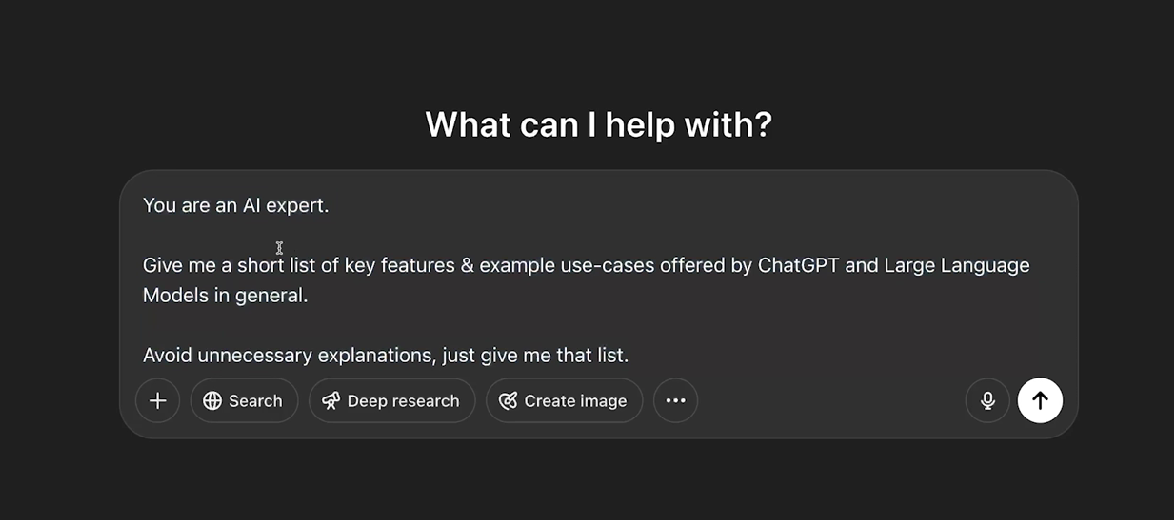 What can I help with?
You are an AI expert.
Give me a short list of key features & example use-cases offered by ChatGPT and Large Language
Models in general.
Avoid unnecessary explanations, just give me that list.
Search
Deep research
Create image